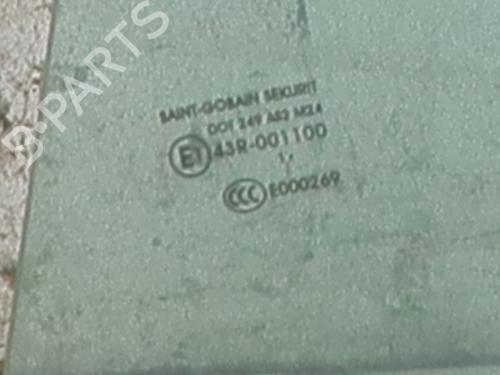 B-PARTS
SAINT-GOBAIN SEKURIT
DOT 249 AS2 M24
E1 43R-001100
CCC E000269